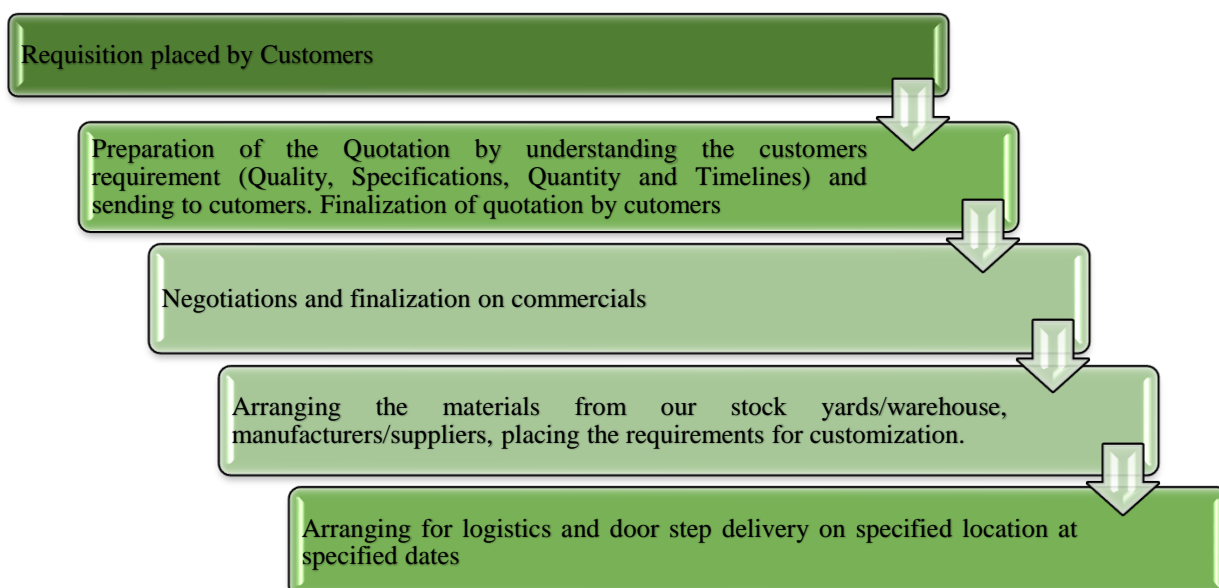 Requisition placed by Customers
Preparation of the Quotation by understanding the customers
requirement (Quality, Specifications, Quantity and Timelines) and
sending to cutomers. Finalization of quotation by cutomers
Negotiations and finalization on commercials
Arranging the materials from our stock yards/warehouse,
manufacturers/suppliers, placing the requirements for customization.
Arranging for logistics and door step delivery on specified location at
specified dates